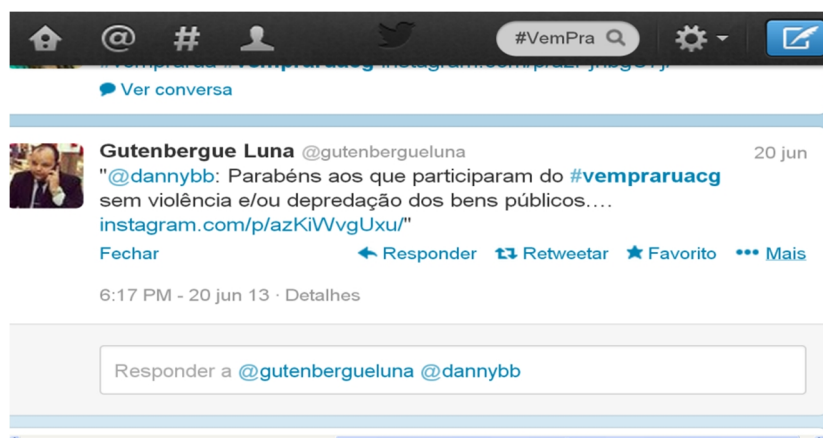 @ # #VemPra
Ver conversa
Gutenbergue Luna @gutenbergueluna 20 jun
"@dannybb: Parabéns aos que participaram do #vempraruacg
sem violência e/ou depredação dos bens públicos....
instagram.com/p/azKiWvgUxu/"
Fechar Responder Retweetar Favorito Mais
6:17 PM - 20 jun 13 · Detalhes
Responder a @gutenbergueluna @dannybb